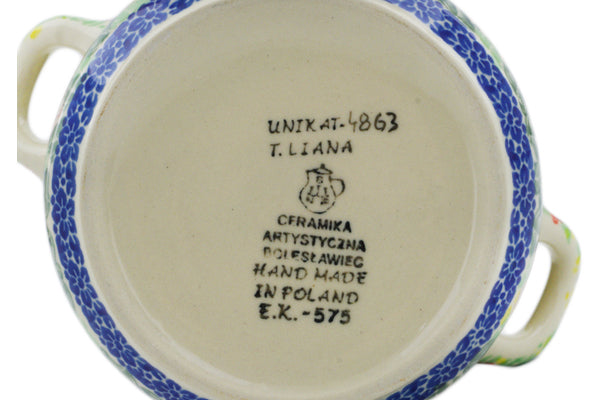 UNIKAT-4863
T. LIANA
CERAMIKA
ARTYSTYCZNA
BOLESŁAWIEC
HAND MADE
IN POLAND
E.K.-575